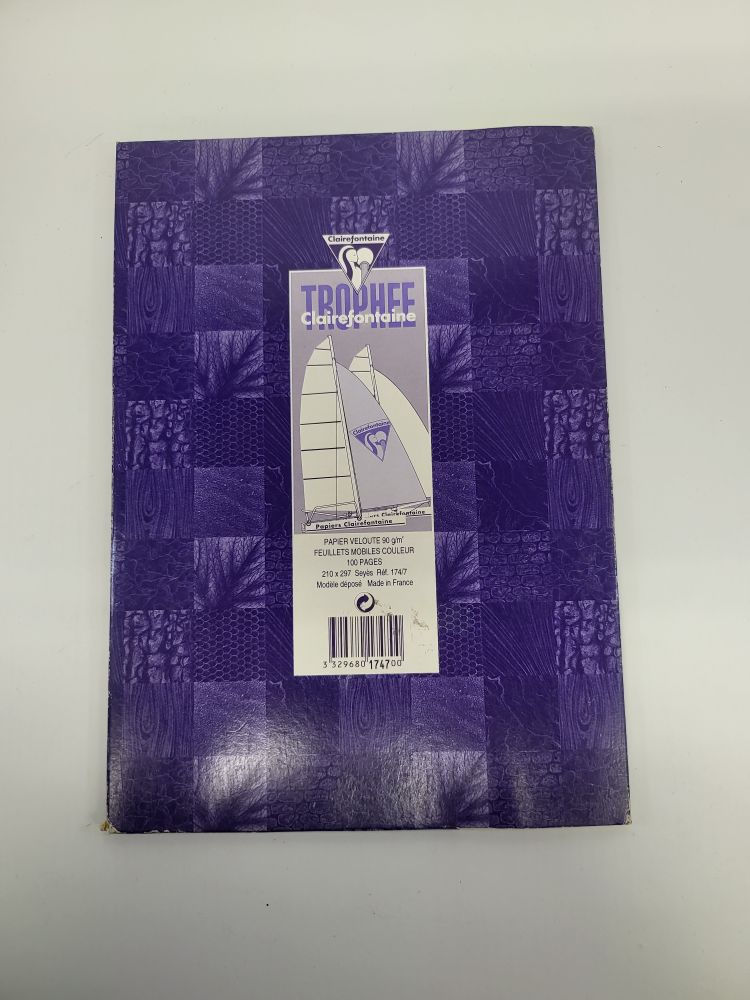 Clairefontaine
TROPHEE
Clairefontaine
Clairefontaine
Clairefontaine
Papiers Clairefontaine
PAPIER VELOUTE 90 g/m²
FEUILLETS MOBILES COULEUR
100 PAGES
210 x 297 Seyès Réf. 174/7
Modèle déposé Made in France
3 329680 174700